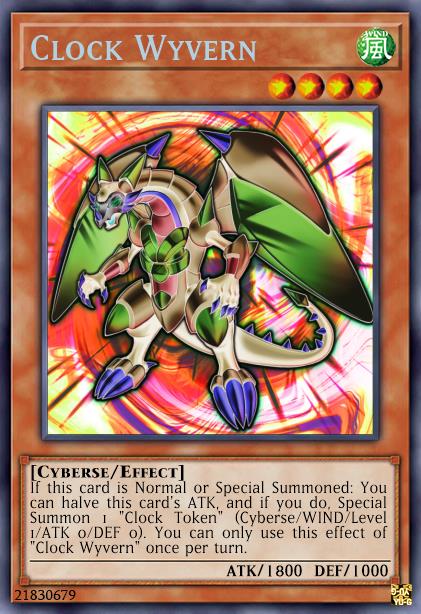 CLOCK WYVERN
WIND
風
[CYBERSE/EFFECT]
If this card is Normal or Special Summoned: You
can halve this card's ATK, and if you do, Special
Summon 1 "Clock Token" (Cyberse/WIND/Level
1/ATK 0/DEF 0). You can only use this effect of
"Clock Wyvern" once per turn.
ATK/1800 DEF/1000
21830679